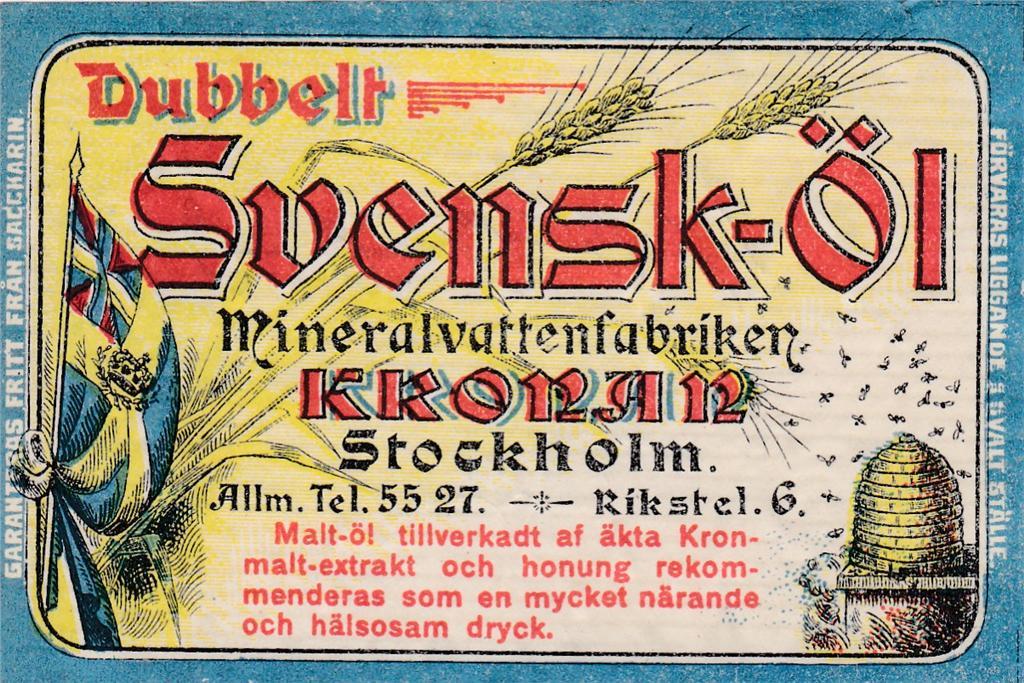 Dubbelt
Svensk-Öl
Mineralvattenfabriken
KRONAN
Stockholm.
Allm. Tel. 55 27. — Rikstel. 6.
Malt-öl tillverkadt af äkta Kron-
malt-extrakt och honung rekom-
menderas som en mycket närande
och hälsosam dryck.
GARANTERAS FRITT FRÅN SACCHARIN
FÖRVARAS LIGGANDE å SVALT STÄLLE